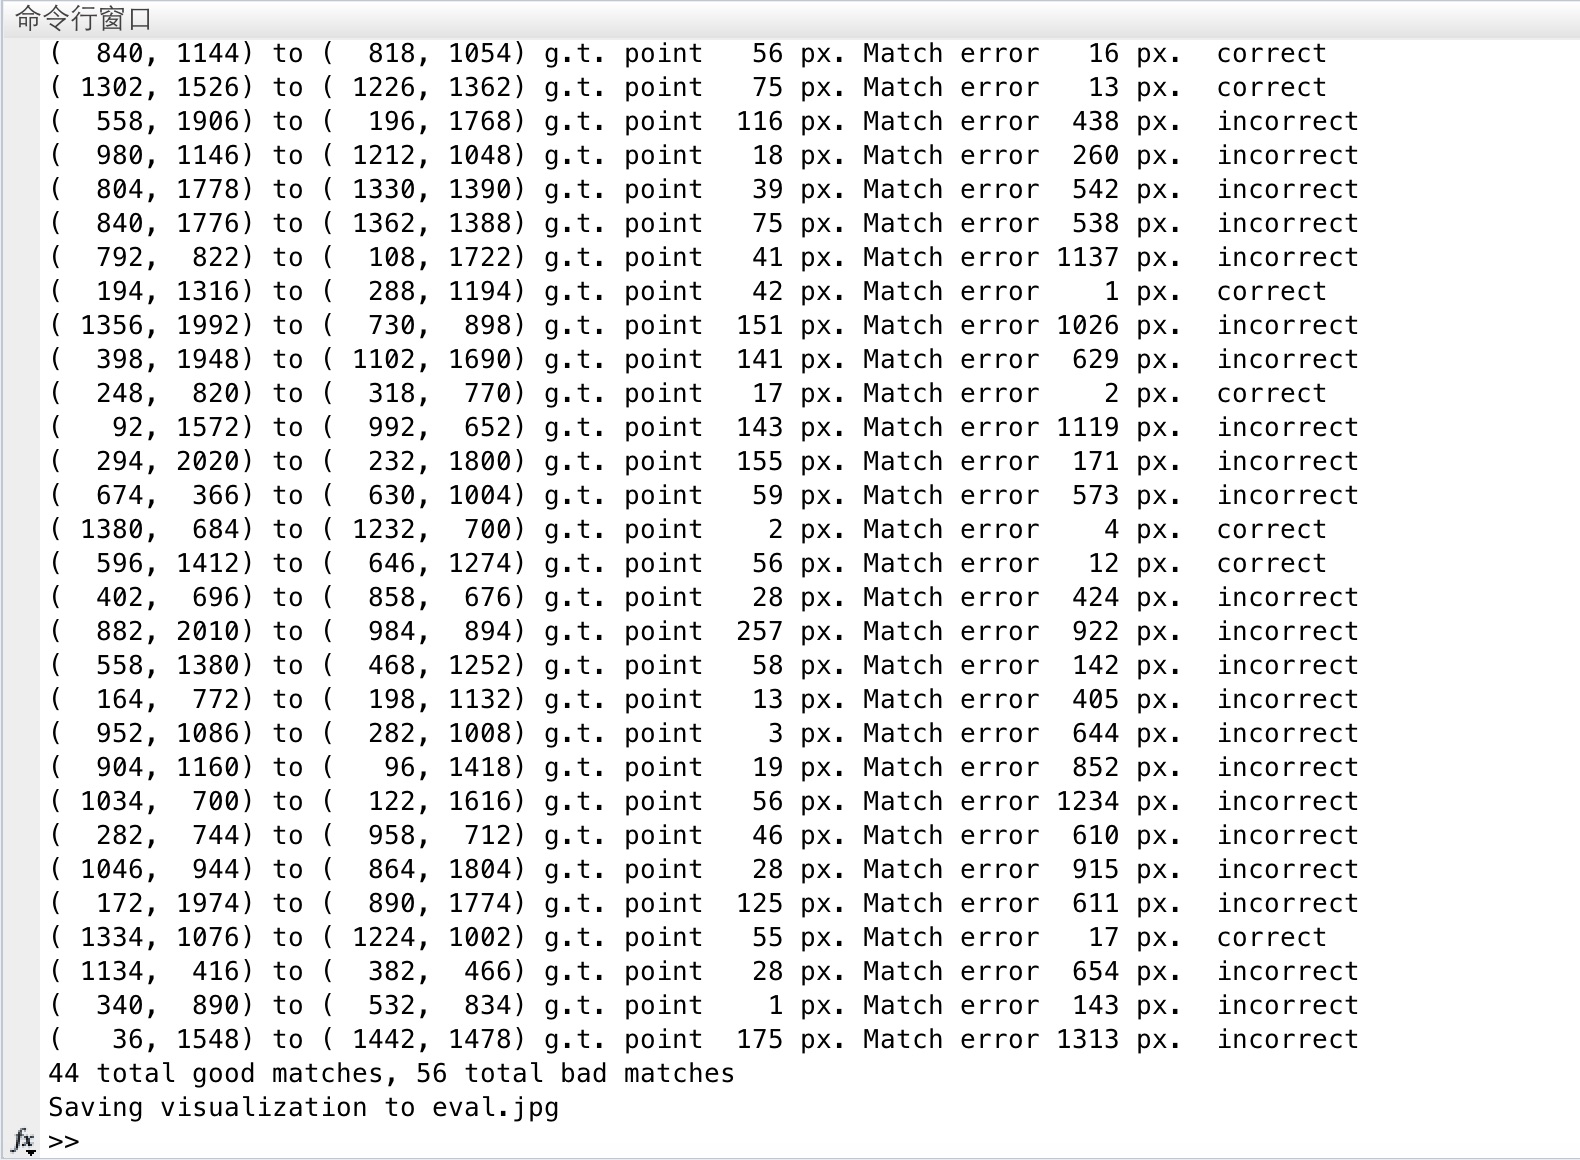 命令行窗口
(  840, 1144) to (  818, 1054) g.t. point   56 px. Match error   16 px.  correct
( 1302, 1526) to ( 1226, 1362) g.t. point   75 px. Match error   13 px.  correct
(  558, 1906) to (  196, 1768) g.t. point  116 px. Match error  438 px.  incorrect
(  980, 1146) to ( 1212, 1048) g.t. point   18 px. Match error  260 px.  incorrect
(  804, 1778) to ( 1330, 1390) g.t. point   39 px. Match error  542 px.  incorrect
(  840, 1776) to ( 1362, 1388) g.t. point   75 px. Match error  538 px.  incorrect
(  792,  822) to (  108, 1722) g.t. point   41 px. Match error 1137 px.  incorrect
(  194, 1316) to (  288, 1194) g.t. point   42 px. Match error    1 px.  correct
( 1356, 1992) to (  730,  898) g.t. point  151 px. Match error 1026 px.  incorrect
(  398, 1948) to ( 1102, 1690) g.t. point  141 px. Match error  629 px.  incorrect
(  248,  820) to (  318,  770) g.t. point   17 px. Match error    2 px.  correct
(   92, 1572) to (  992,  652) g.t. point  143 px. Match error 1119 px.  incorrect
(  294, 2020) to (  232, 1800) g.t. point  155 px. Match error  171 px.  incorrect
(  674,  366) to (  630, 1004) g.t. point   59 px. Match error  573 px.  incorrect
( 1380,  684) to ( 1232,  700) g.t. point    2 px. Match error    4 px.  correct
(  596, 1412) to (  646, 1274) g.t. point   56 px. Match error   12 px.  correct
(  402,  696) to (  858,  676) g.t. point   28 px. Match error  424 px.  incorrect
(  882, 2010) to (  984,  894) g.t. point  257 px. Match error  922 px.  incorrect
(  558, 1380) to (  468, 1252) g.t. point   58 px. Match error  142 px.  incorrect
(  164,  772) to (  198, 1132) g.t. point   13 px. Match error  405 px.  incorrect
(  952, 1086) to (  282, 1008) g.t. point    3 px. Match error  644 px.  incorrect
(  904, 1160) to (   96, 1418) g.t. point   19 px. Match error  852 px.  incorrect
( 1034,  700) to (  122, 1616) g.t. point   56 px. Match error 1234 px.  incorrect
(  282,  744) to (  958,  712) g.t. point   46 px. Match error  610 px.  incorrect
( 1046,  944) to (  864, 1804) g.t. point   28 px. Match error  915 px.  incorrect
(  172, 1974) to (  890, 1774) g.t. point  125 px. Match error  611 px.  incorrect
( 1334, 1076) to ( 1224, 1002) g.t. point   55 px. Match error   17 px.  correct
( 1134,  416) to (  382,  466) g.t. point   28 px. Match error  654 px.  incorrect
(  340,  890) to (  532,  834) g.t. point    1 px. Match error  143 px.  incorrect
(   36, 1548) to ( 1442, 1478) g.t. point  175 px. Match error 1313 px.  incorrect
44 total good matches, 56 total bad matches
Saving visualization to eval.jpg
fx >>